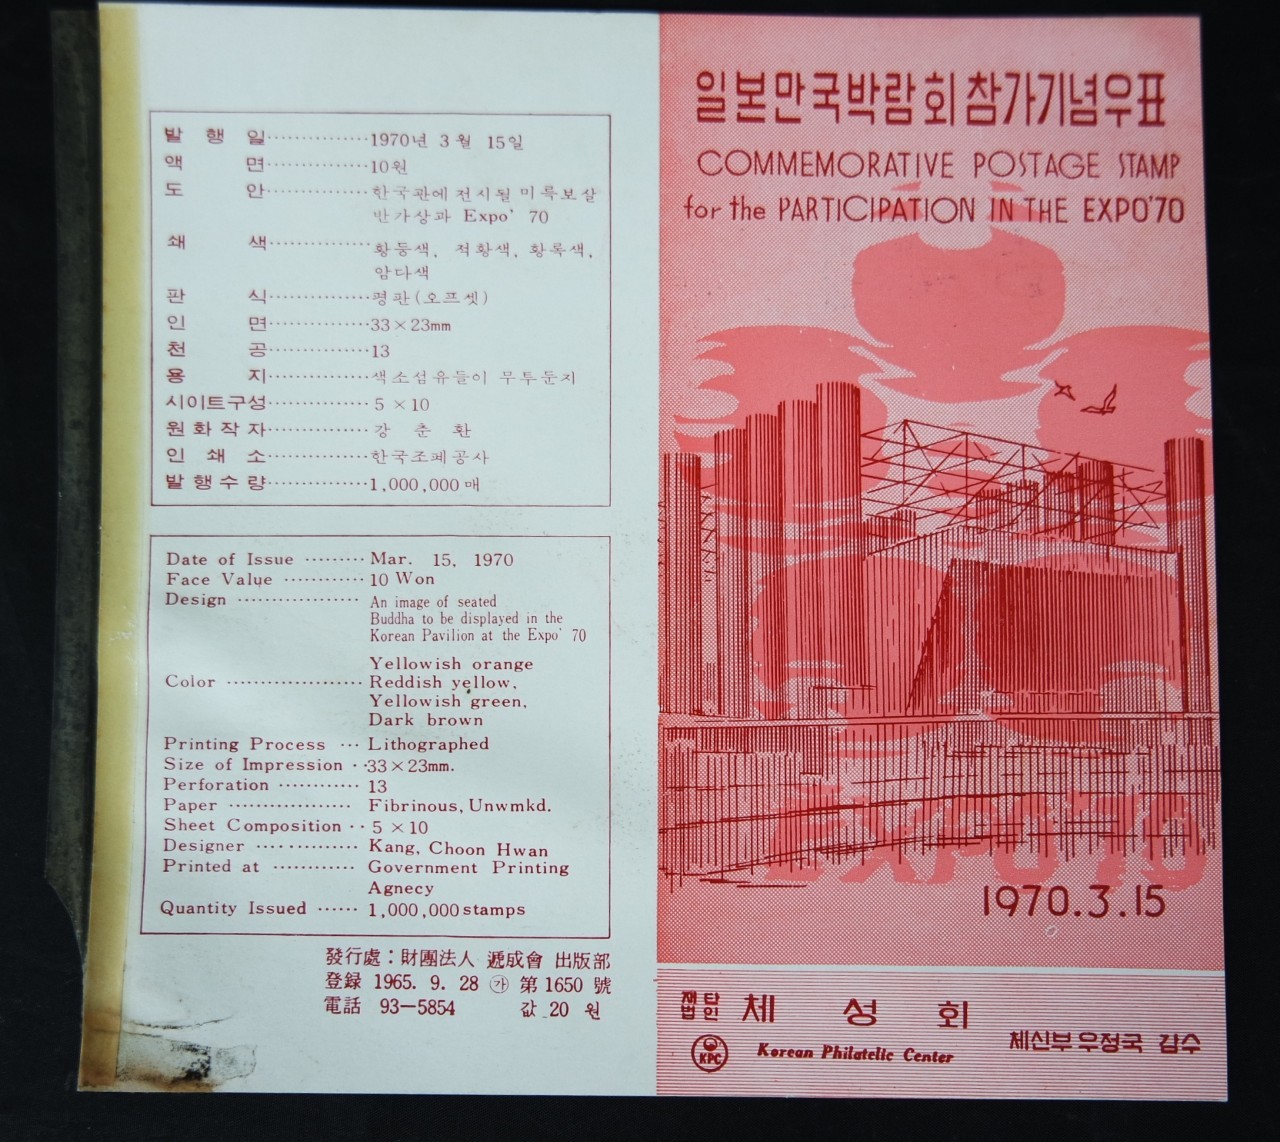 발 행 일 ·············· 1970년 3월 15일
액 면 ·············· 10원
도 안 ·············· 한국관에 전시될 미륵보살
반가상과 Expo' 70
쇄 색 ·············· 황등색, 적황색, 황록색,
암다색
판 식 ·············· 평판(오프셋)
인 면 ·············· 33×23mm
천 공 ·············· 13
용 지 ·············· 색소섬유들이 무투문지
시이트구성 ·············· 5 × 10
원화작자 ·············· 강 춘 환
인 쇄 소 ·············· 한국조폐공사
발행수량 ·············· 1,000,000매
Date of Issue ········ Mar. 15, 1970
Face Value ··········· 10 Won
Design ················· An image of seated
Buddha to be displayed in the
Korean Pavilion at the Expo' 70
Yellowish orange
Color ··················· Reddish yellow,
Yellowish green,
Dark brown
Printing Process ··· Lithographed
Size of Impression ·· 33×23mm.
Perforation ··········· 13
Paper ················· Fibrinous, Unwmkd.
Sheet Composition ·· 5 × 10
Designer ·············· Kang, Choon Hwan
Printed at ············ Government Printing
Agnecy
Quantity Issued ······ 1,000,000 stamps
發行處：財團法人 遞成會 出版部
登録 1965. 9. 28 ㉮ 第 1650 號
電話 93-5854 값 20 원
일본만국박람회참가기념우표
COMMEMORATIVE POSTAGE STAMP
for the PARTICIPATION IN THE EXPO'70
EXPO'70
1970.3.15
재단법인 체 성 회
KPC Korean Philatelic Center
체신부우정국 감수